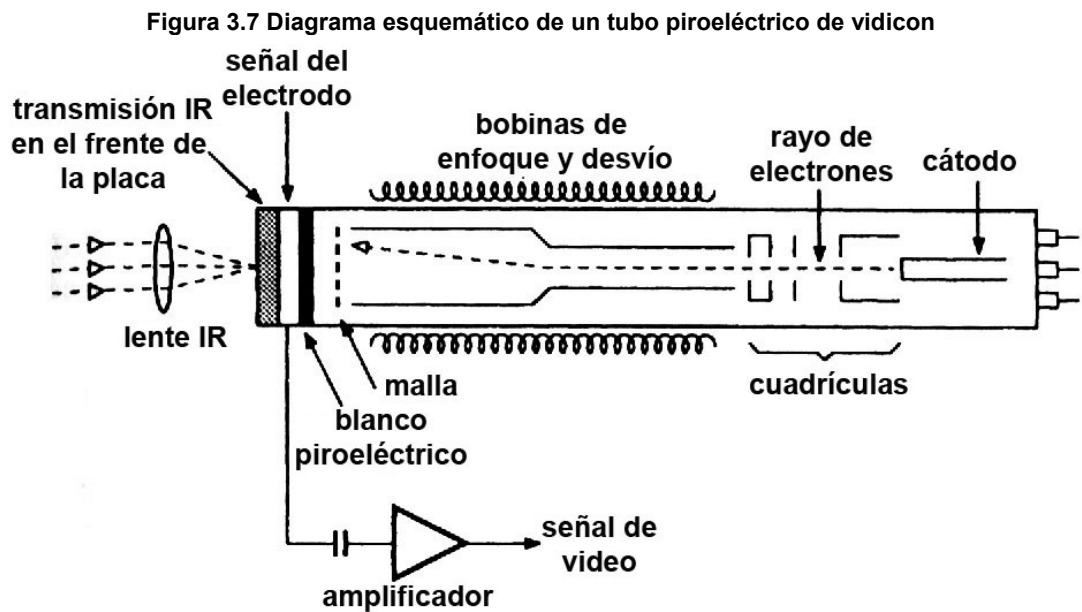 Figura 3.7 Diagrama esquemático de un tubo piroeléctrico de vidicon
señal del
electrodo
transmisión IR
en el frente de
la placa
bobinas de
enfoque y desvío
rayo de
electrones
cátodo
lente IR
malla
blanco
piroeléctrico
cuadrículas
señal de
video
amplificador